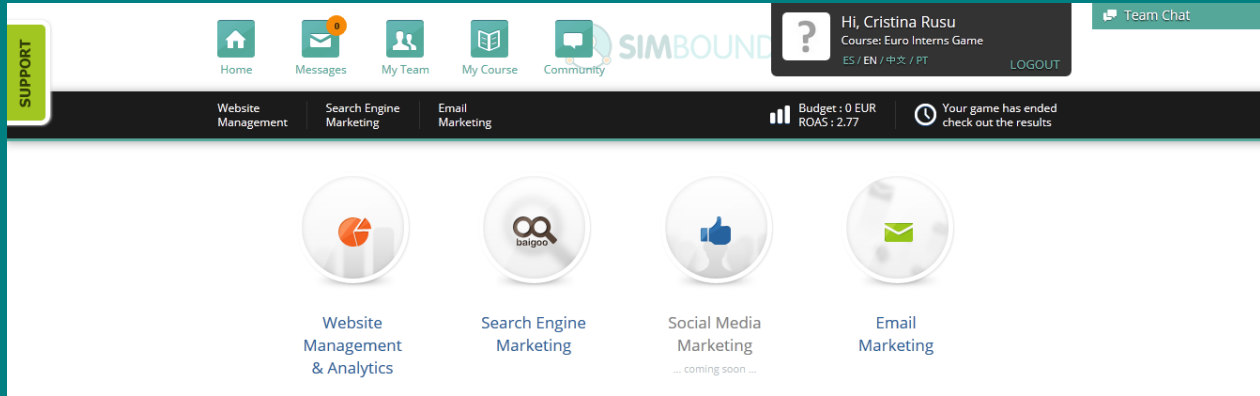 SUPPORT
Home
Messages
0
My Team
My Course
Community
SIMBOUND
?
Hi, Cristina Rusu
Course: Euro Interns Game
ES / EN / 中文 / PT
LOGOUT
Team Chat
Website
Management
Search Engine
Marketing
Email
Marketing
Budget : 0 EUR
ROAS : 2.77
Your game has ended
check out the results
baigoo
Website
Management
& Analytics
Search Engine
Marketing
Social Media
Marketing
... coming soon ...
Email
Marketing